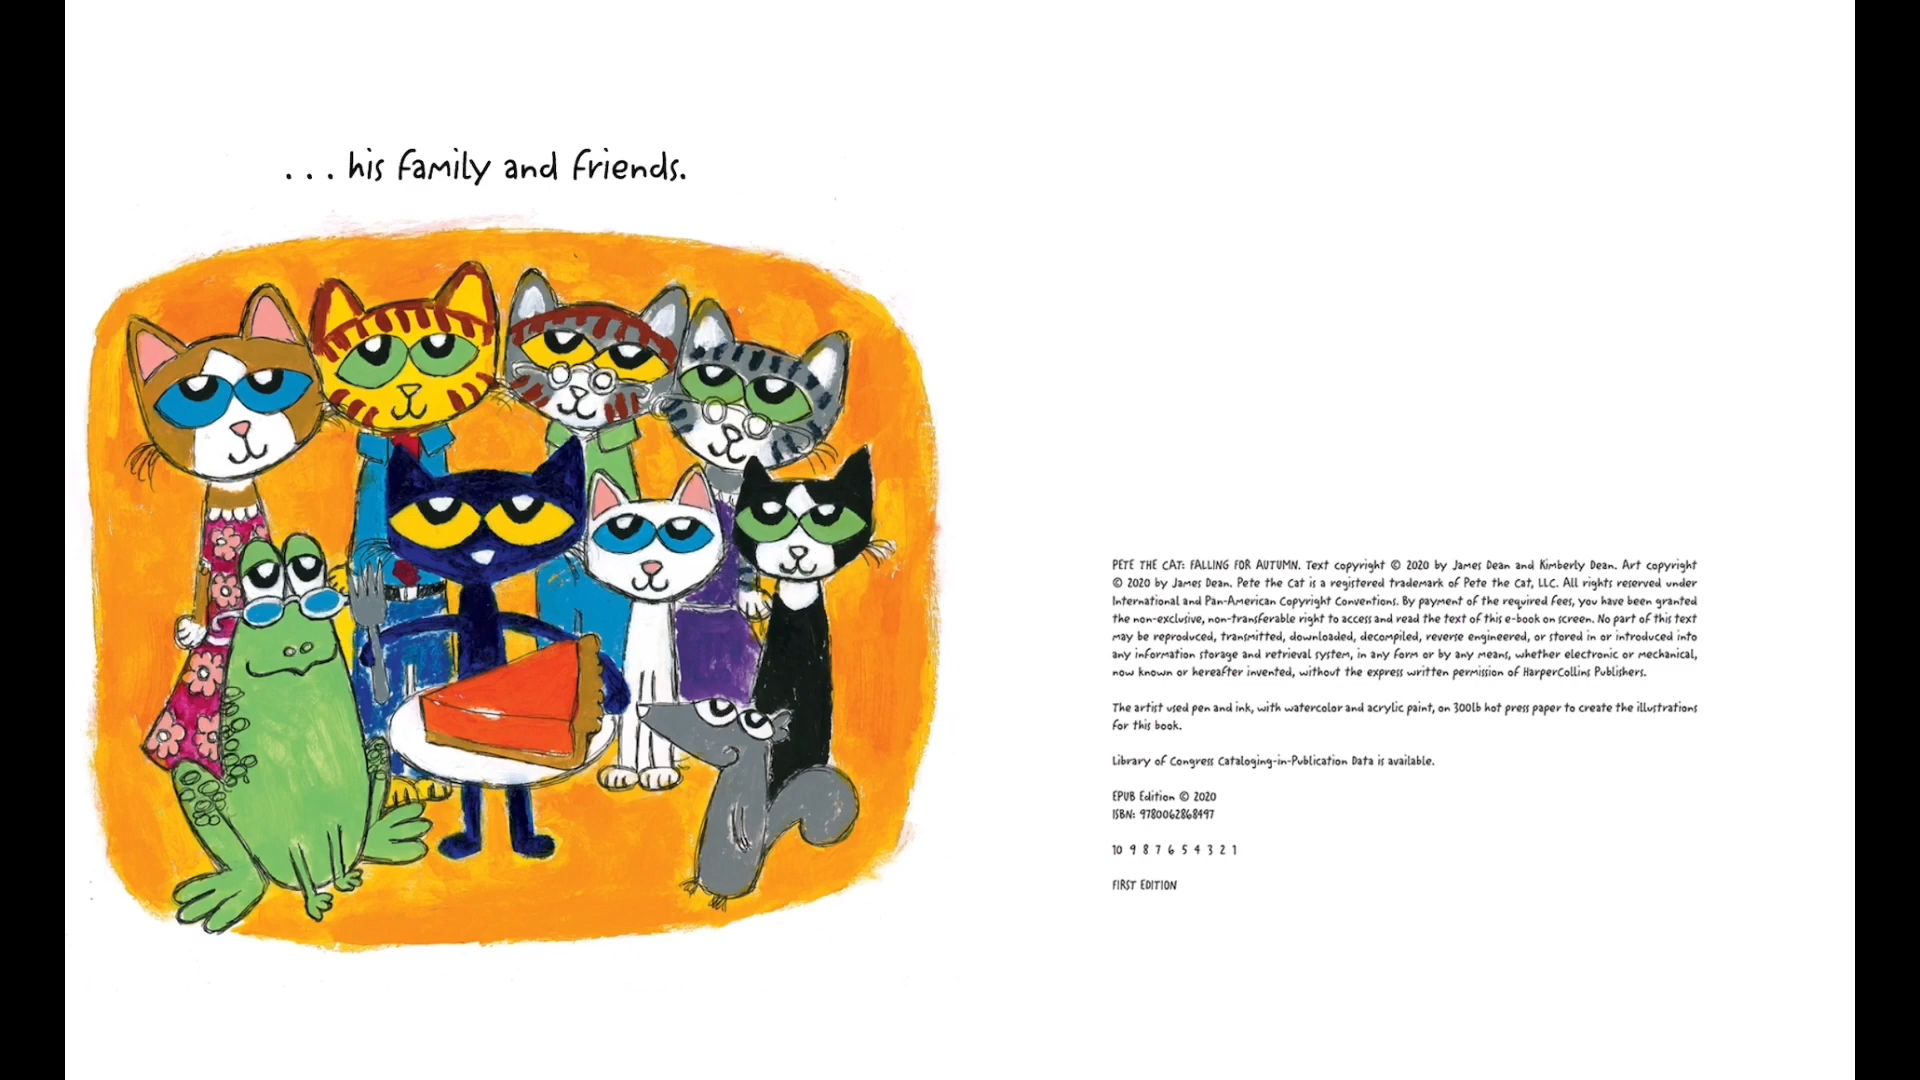 . . . his family and friends.
PETE THE CAT: FALLING FOR AUTUMN. Text copyright © 2020 by James Dean and Kimberly Dean. Art copyright
© 2020 by James Dean. Pete the Cat is a registered trademark of Pete the Cat, LLC. All rights reserved under
International and Pan-American Copyright Conventions. By payment of the required fees, you have been granted
the non-exclusive, non-transferable right to access and read the text of this e-book on screen. No part of this text
may be reproduced, transmitted, downloaded, decompiled, reverse engineered, or stored in or introduced into
any information storage and retrieval system, in any form or by any means, whether electronic or mechanical,
now known or hereafter invented, without the express written permission of HarperCollins Publishers.
The artist used pen and ink, with watercolor and acrylic paint, on 300lb hot press paper to create the illustrations
for this book.
Library of Congress Cataloging-in-Publication Data is available.
EPUB Edition © 2020
ISBN: 9780062868497
10 9 8 7 6 5 4 3 2 1
FIRST EDITION